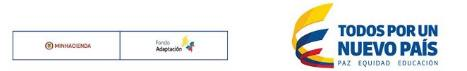 MINHACIENDA
Fondo
Adaptación
TODOS POR UN
NUEVO PAÍS
PAZ EQUIDAD EDUCACIÓN